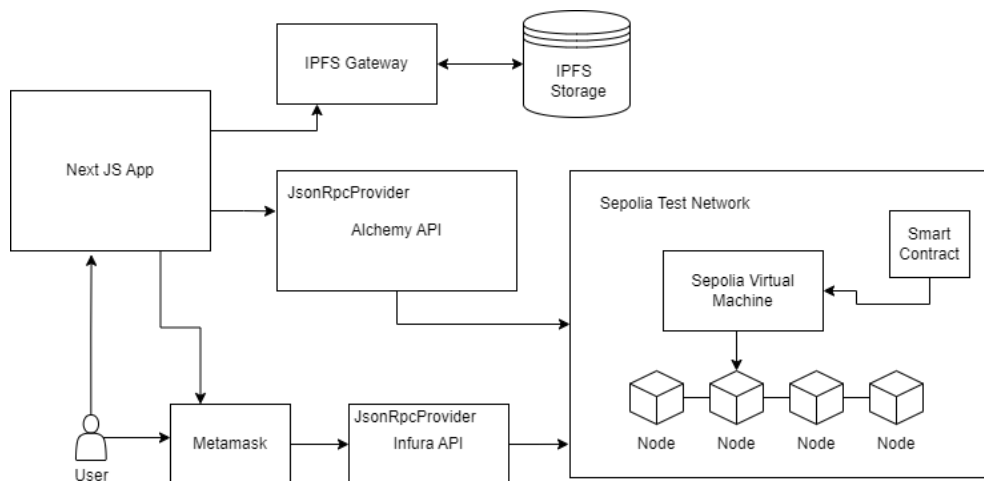 IPFS Gateway
IPFS
Storage
Next JS App
JsonRpcProvider
Alchemy API
Sepolia Test Network
Smart
Contract
Sepolia Virtual
Machine
Node
Node
Node
Node
JsonRpcProvider
Infura API
Metamask
User